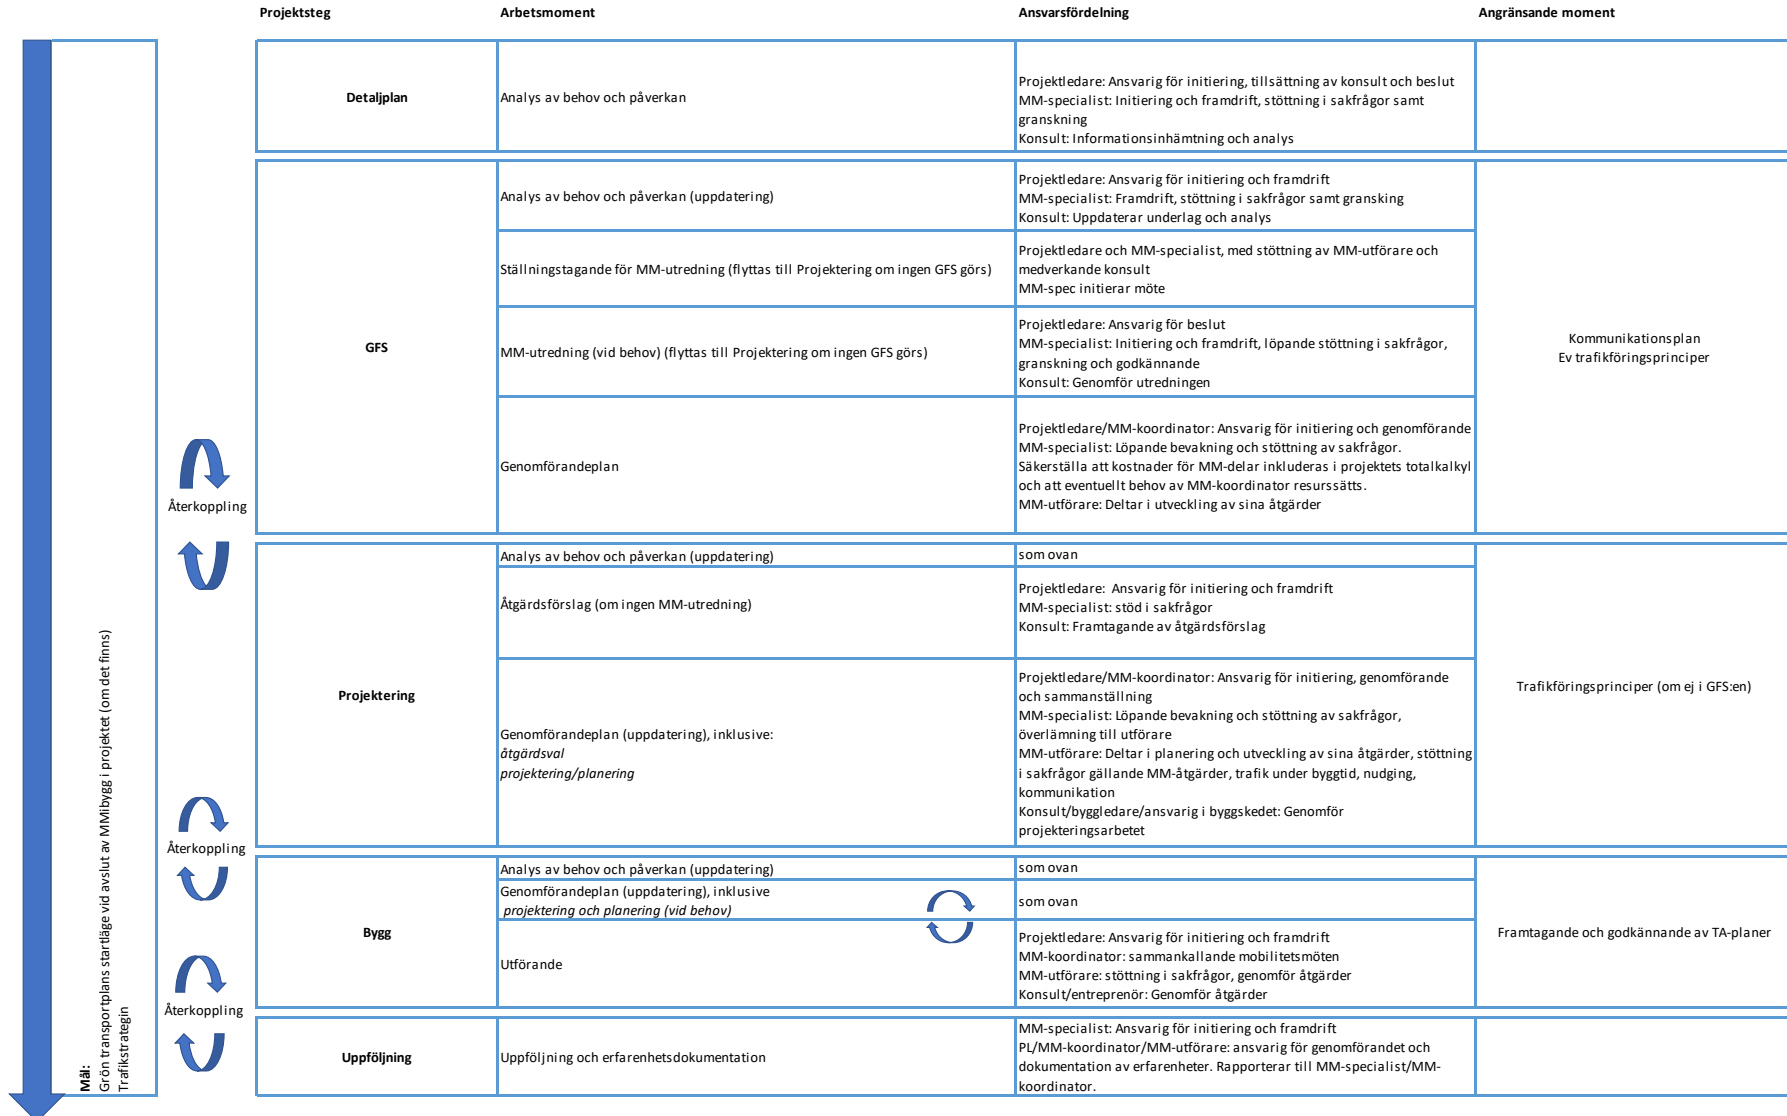 Projektsteg
Arbetsmoment
Ansvarsfördelning
Angränsande moment
Detaljplan
Analys av behov och påverkan
Projektledare: Ansvarig för initiering, tillsättning av konsult och beslut
MM-specialist: Initiering och framdrift, stöttning i sakfrågor samt
granskning
Konsult: Informationsinhämtning och analys
GFS
Analys av behov och påverkan (uppdatering)
Projektledare: Ansvarig för initiering och framdrift
MM-specialist: Framdrift, stöttning i sakfrågor samt gransking
Konsult: Uppdaterar underlag och analys
Ställningstagande för MM-utredning (flyttas till Projektering om ingen GFS görs)
Projektledare och MM-specialist, med stöttning av MM-utförare och
medverkande konsult
MM-spec initierar möte
MM-utredning (vid behov) (flyttas till Projektering om ingen GFS görs)
Projektledare: Ansvarig för beslut
MM-specialist: Initiering och framdrift, löpande stöttning i sakfrågor,
granskning och godkännande
Konsult: Genomför utredningen
Genomförandeplan
Projektledare/MM-koordinator: Ansvarig för initiering och genomförande
MM-specialist: Löpande bevakning och stöttning av sakfrågor.
Säkerställa att kostnader för MM-delar inkluderas i projektets totalkalkyl
och att eventuellt behov av MM-koordinator resurssätts.
MM-utförare: Deltar i utveckling av sina åtgärder
Kommunikationsplan
Ev trafikföringsprinciper
Återkoppling
Projektering
Analys av behov och påverkan (uppdatering)
som ovan
Åtgärdsförslag (om ingen MM-utredning)
Projektledare:  Ansvarig för initiering och framdrift
MM-specialist: stöd i sakfrågor
Konsult: Framtagande av åtgärdsförslag
Genomförandeplan (uppdatering), inklusive:
åtgärdsval
projektering/planering
Projektledare/MM-koordinator: Ansvarig för initiering, genomförande
och sammanställning
MM-specialist: Löpande bevakning och stöttning av sakfrågor,
överlämning till utförare
MM-utförare: Deltar i planering och utveckling av sina åtgärder, stöttning
i sakfrågor gällande MM-åtgärder, trafik under byggtid, nudging,
kommunikation
Konsult/byggledare/ansvarig i byggskedet: Genomför
projekteringsarbetet
Trafikföringsprinciper (om ej i GFS:en)
Återkoppling
Bygg
Analys av behov och påverkan (uppdatering)
som ovan
Genomförandeplan (uppdatering), inklusive
projektering och planering (vid behov)
som ovan
Utförande
Projektledare: Ansvarig för initiering och framdrift
MM-koordinator: sammankallande mobilitetsmöten
MM-utförare: stöttning i sakfrågor, genomför åtgärder
Konsult/entreprenör: Genomför åtgärder
Framtagande och godkännande av TA-planer
Återkoppling
Uppföljning
Uppföljning och erfarenhetsdokumentation
MM-specialist: Ansvarig för initiering och framdrift
PL/MM-koordinator/MM-utförare: ansvarig för genomförandet och
dokumentation av erfarenheter. Rapporterar till MM-specialist/MM-
koordinator.
Mål:
Grön transportplans startläge vid avslut av MMibygg i projektet (om det finns)
Trafikstrategin